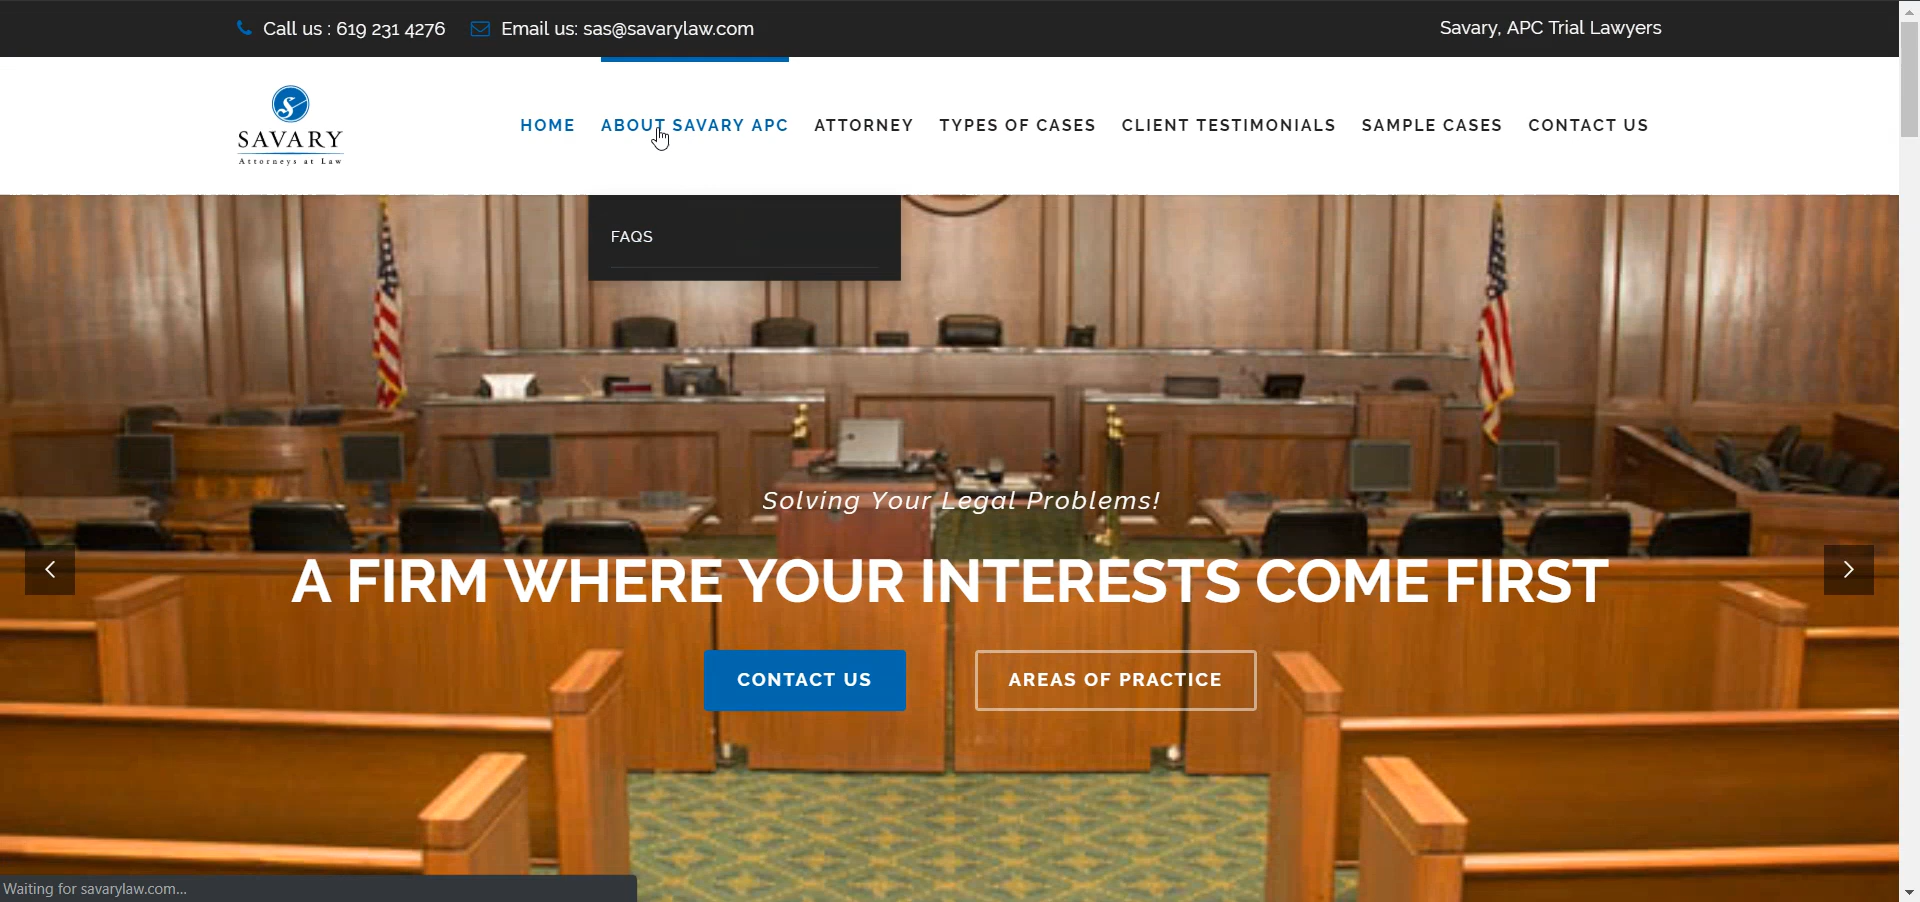 Call us : 619 231 4276
Email us: sas@savarylaw.com
Savary, APC Trial Lawyers
S
SAVARY
Attorneys at Law
HOME
ABOUT SAVARY APC
ATTORNEY
TYPES OF CASES
CLIENT TESTIMONIALS
SAMPLE CASES
CONTACT US
FAQS
Solving Your Legal Problems!
A FIRM WHERE YOUR INTERESTS COME FIRST
CONTACT US
AREAS OF PRACTICE
Waiting for savarylaw.com...